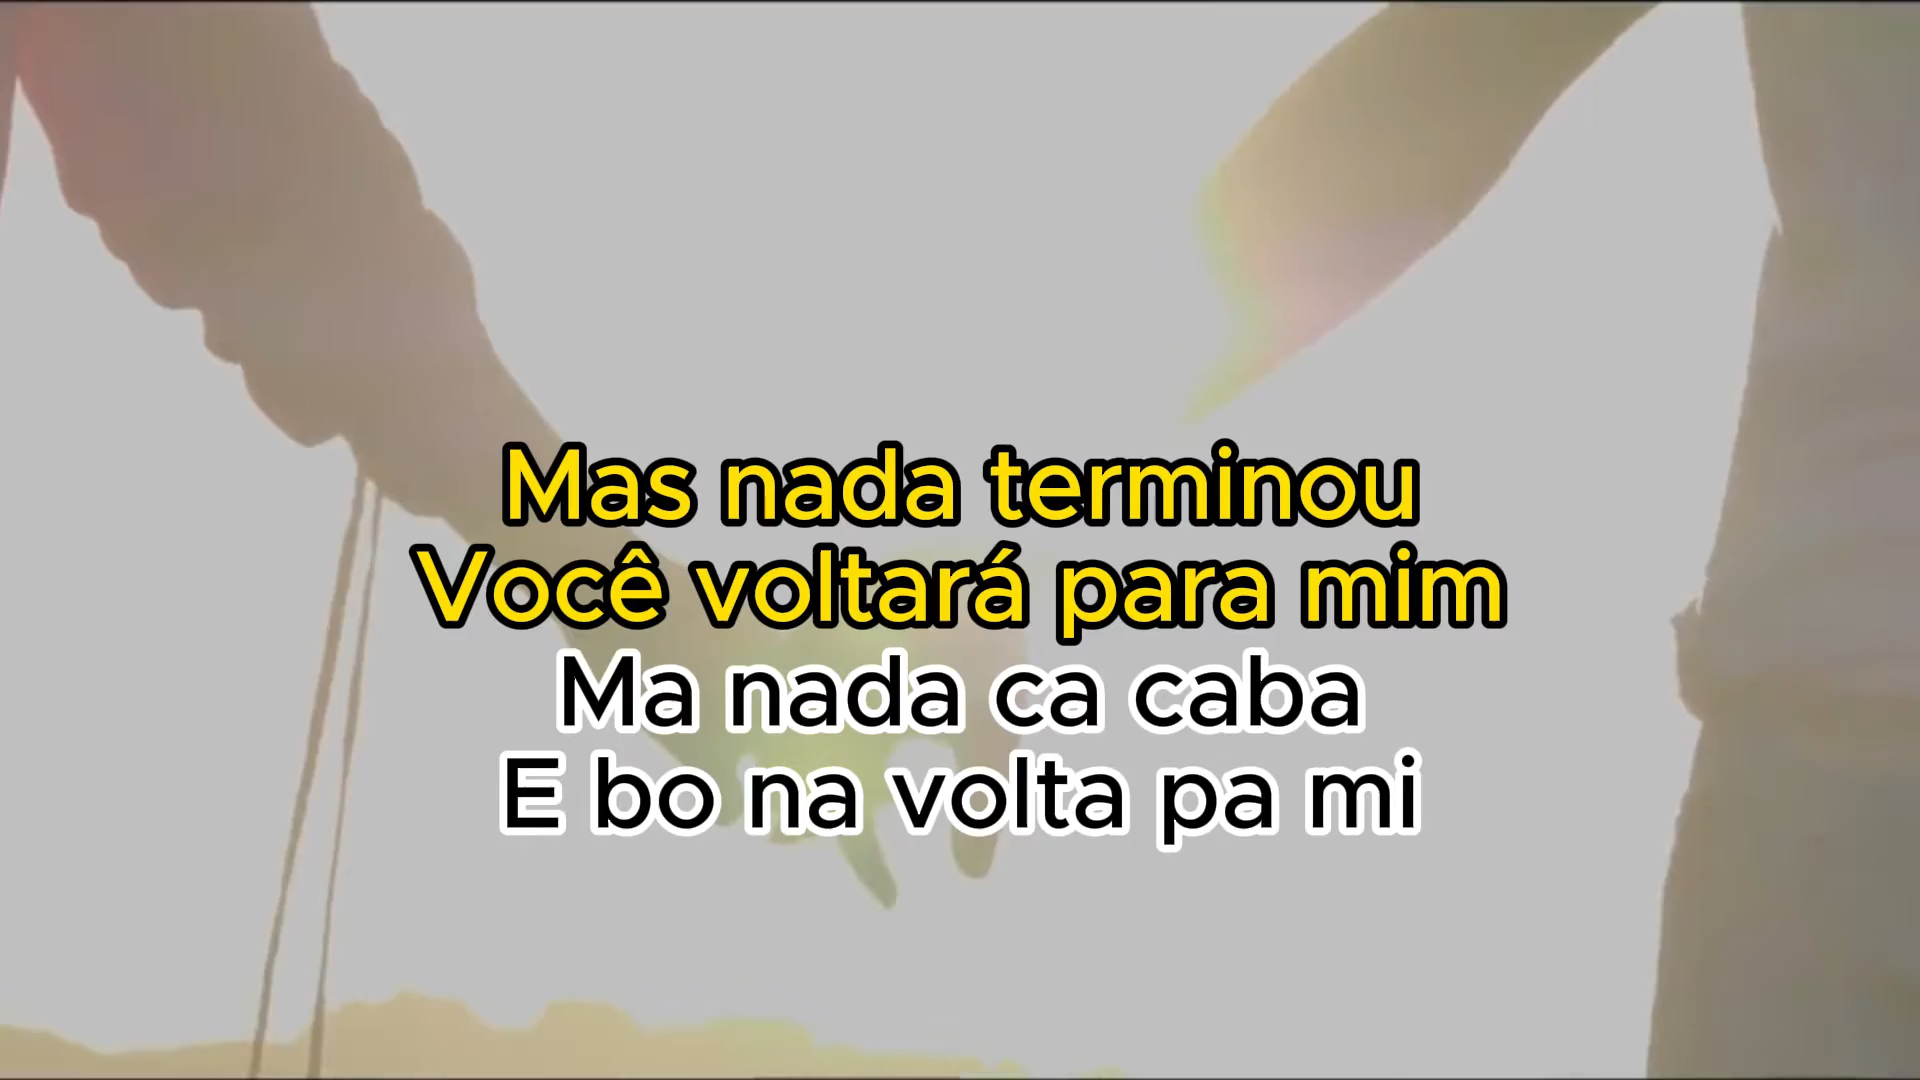 Mas nada terminou
Você voltará para mim
Ma nada ca caba
E bo na volta pa mi